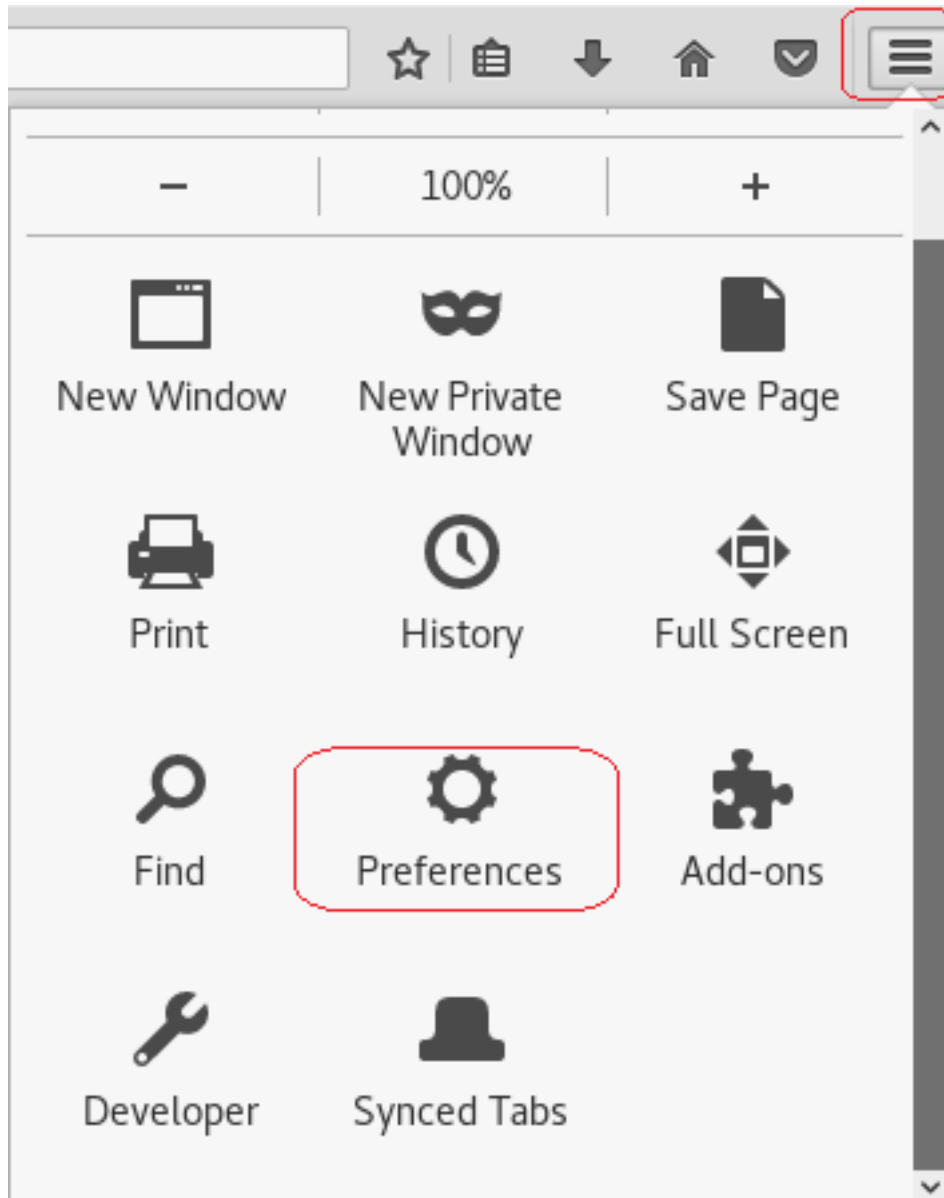 − 100% +
New Window New Private Save Page
Window
Print History Full Screen
Find Preferences Add-ons
Developer Synced Tabs